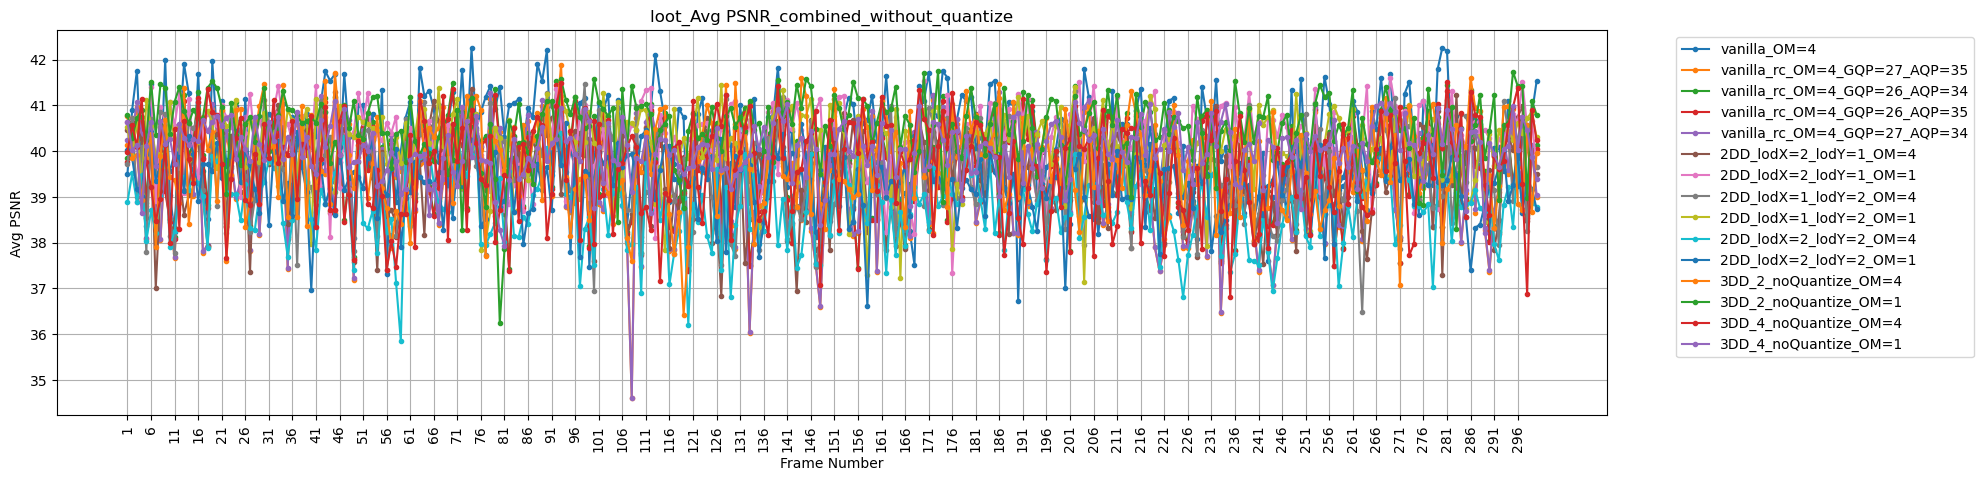 loot_Avg PSNR_combined_without_quantize
Avg PSNR
42
41
40
39
38
37
36
35
1 6 11 16 21 26 31 36 41 46 51 56 61 66 71 76 81 86 91 96 101 106 111 116 121 126 131 136 141 146 151 156 161 166 171 176 181 186 191 196 201 206 211 216 221 226 231 236 241 246 251 256 261 266 271 276 281 286 291 296
Frame Number
vanilla_OM=4
vanilla_rc_OM=4_GQP=27_AQP=35
vanilla_rc_OM=4_GQP=26_AQP=34
vanilla_rc_OM=4_GQP=26_AQP=35
vanilla_rc_OM=4_GQP=27_AQP=34
2DD_lodX=2_lodY=1_OM=4
2DD_lodX=2_lodY=1_OM=1
2DD_lodX=1_lodY=2_OM=4
2DD_lodX=1_lodY=2_OM=1
2DD_lodX=2_lodY=2_OM=4
2DD_lodX=2_lodY=2_OM=1
3DD_2_noQuantize_OM=4
3DD_2_noQuantize_OM=1
3DD_4_noQuantize_OM=4
3DD_4_noQuantize_OM=1